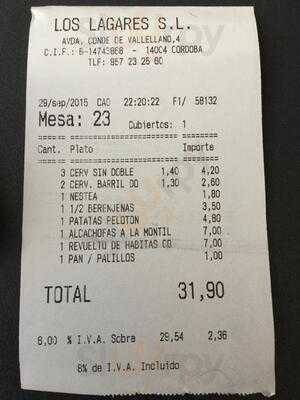 LOS LAGARES S.L.
AVDA. CONDE DE VALLELLANO,4
C.I.F.: B-14743868 - 14004 CORDOBA
TLF: 957 23 25 60
29/sep/2015 CAO 22:20:22 F1/ 58132
Mesa: 23 Cubiertos: 1
Cant. Plato Importe
3 CERV SIN DOBLE 1,40 4,20
2 CERV. BARRIL DO 1,30 2,60
1 NESTEA 1,80
1 1/2 BERENJENAS 3,50
1 PATATAS PELOTON 4,80
1 ALCACHOFAS A LA MONTIL 7,00
1 REVUELTO DE HABITAS CO 7,00
1 PAN / PALILLOS 1,00
TOTAL 31,90
8,00 % I.V.A. Sobre 29,54 2,36
8% de I.V.A. Incluido